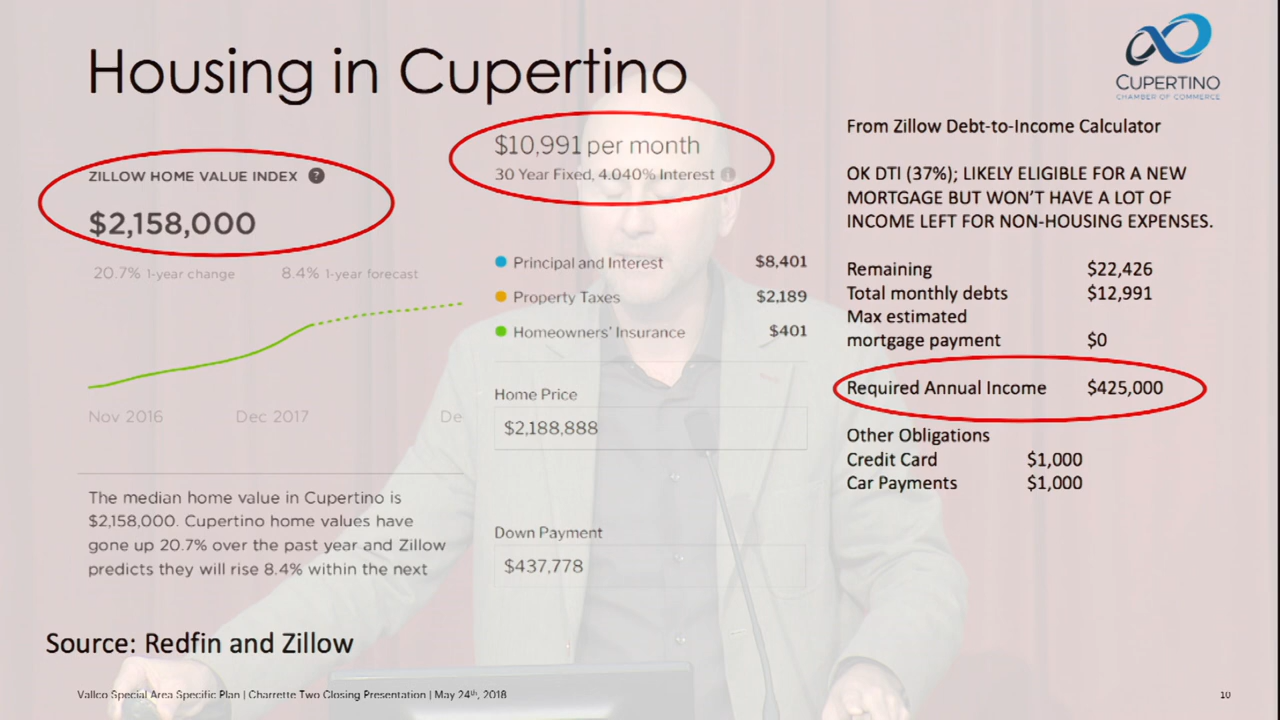 Housing in Cupertino
CUPERTINO
CHAMBER OF COMMERCE
ZILLOW HOME VALUE INDEX ?
$2,158,000
20.7% 1-year change 8.4% 1-year forecast
Nov 2016 Dec 2017 De
The median home value in Cupertino is
$2,158,000. Cupertino home values have
gone up 20.7% over the past year and Zillow
predicts they will rise 8.4% within the next
$10,991 per month
30 Year Fixed, 4.040% Interest i
Principal and Interest $8,401
Property Taxes $2,189
Homeowners' Insurance $401
Home Price
$2,188,888
Down Payment
$437,778
From Zillow Debt-to-Income Calculator
OK DTI (37%); LIKELY ELIGIBLE FOR A NEW
MORTGAGE BUT WON'T HAVE A LOT OF
INCOME LEFT FOR NON-HOUSING EXPENSES.
Remaining $22,426
Total monthly debts $12,991
Max estimated
mortgage payment $0
Required Annual Income $425,000
Other Obligations
Credit Card $1,000
Car Payments $1,000
Source: Redfin and Zillow
Vallco Special Area Specific Plan | Charrette Two Closing Presentation | May 24th, 2018
10